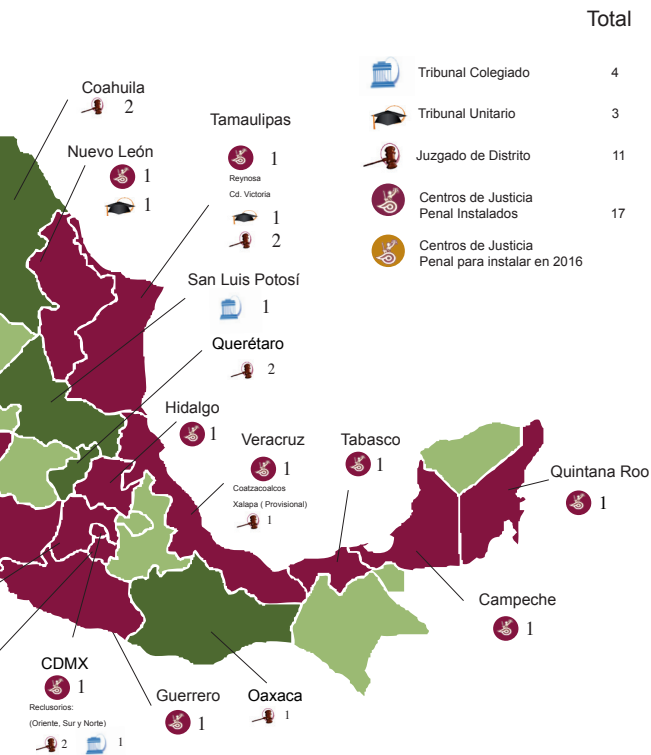 Total
Tribunal Colegiado 4
Tribunal Unitario 3
Juzgado de Distrito 11
Centros de Justicia
Penal Instalados 17
Centros de Justicia
Penal para instalar en 2016
Coahuila
2
Nuevo León
1
1
Tamaulipas
1
Reynosa
Cd. Victoria
1
2
San Luis Potosí
1
Querétaro
2
Hidalgo
1
Veracruz
1
Coatzacoalcos
Xalapa ( Provisional)
1
Tabasco
1
Quintana Roo
1
Campeche
1
CDMX
1
Reclusorios:
(Oriente, Sur y Norte)
2 1
Guerrero
1
Oaxaca
1